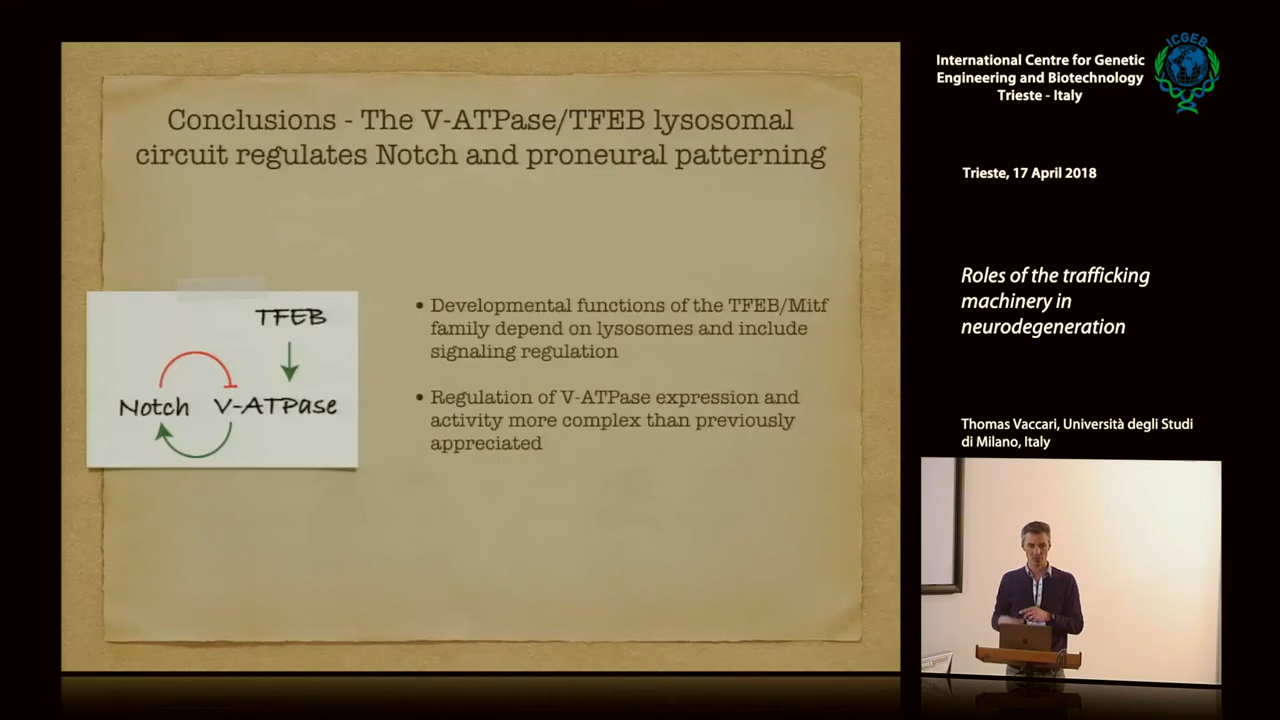 Conclusions - The V-ATPase/TFEB lysosomal
circuit regulates Notch and proneural patterning
TFEB
Notch V-ATPase
• Developmental functions of the TFEB/Mitf
family depend on lysosomes and include
signaling regulation
• Regulation of V-ATPase expression and
activity more complex than previously
appreciated
International Centre for Genetic
Engineering and Biotechnology
Trieste - Italy
ICGEB
Trieste, 17 April 2018
Roles of the trafficking
machinery in
neurodegeneration
Thomas Vaccari, Università degli Studi
di Milano, Italy